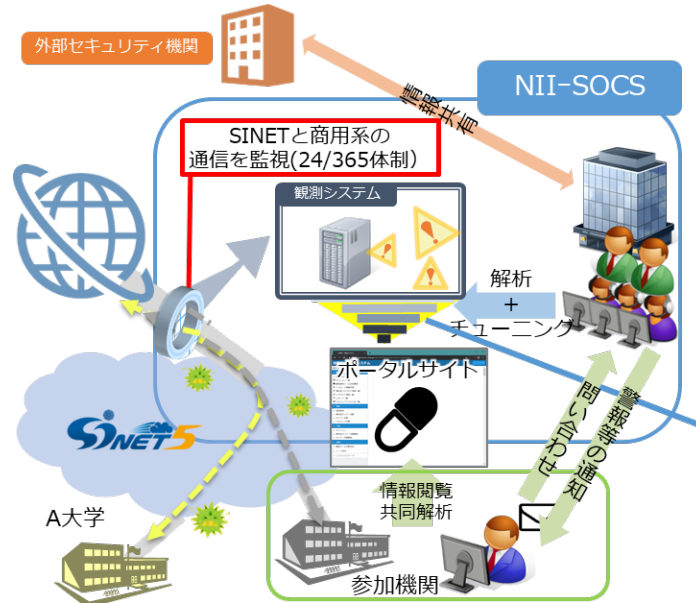 外部セキュリティ機関
NII-SOCS
情報共有
SINETと商用系の
通信を監視(24/365体制）
観測システム
解析
+
チューニング
ポータルサイト
SINET5
問い合わせ
警報等の通知
情報閲覧
共同解析
A大学
参加機関